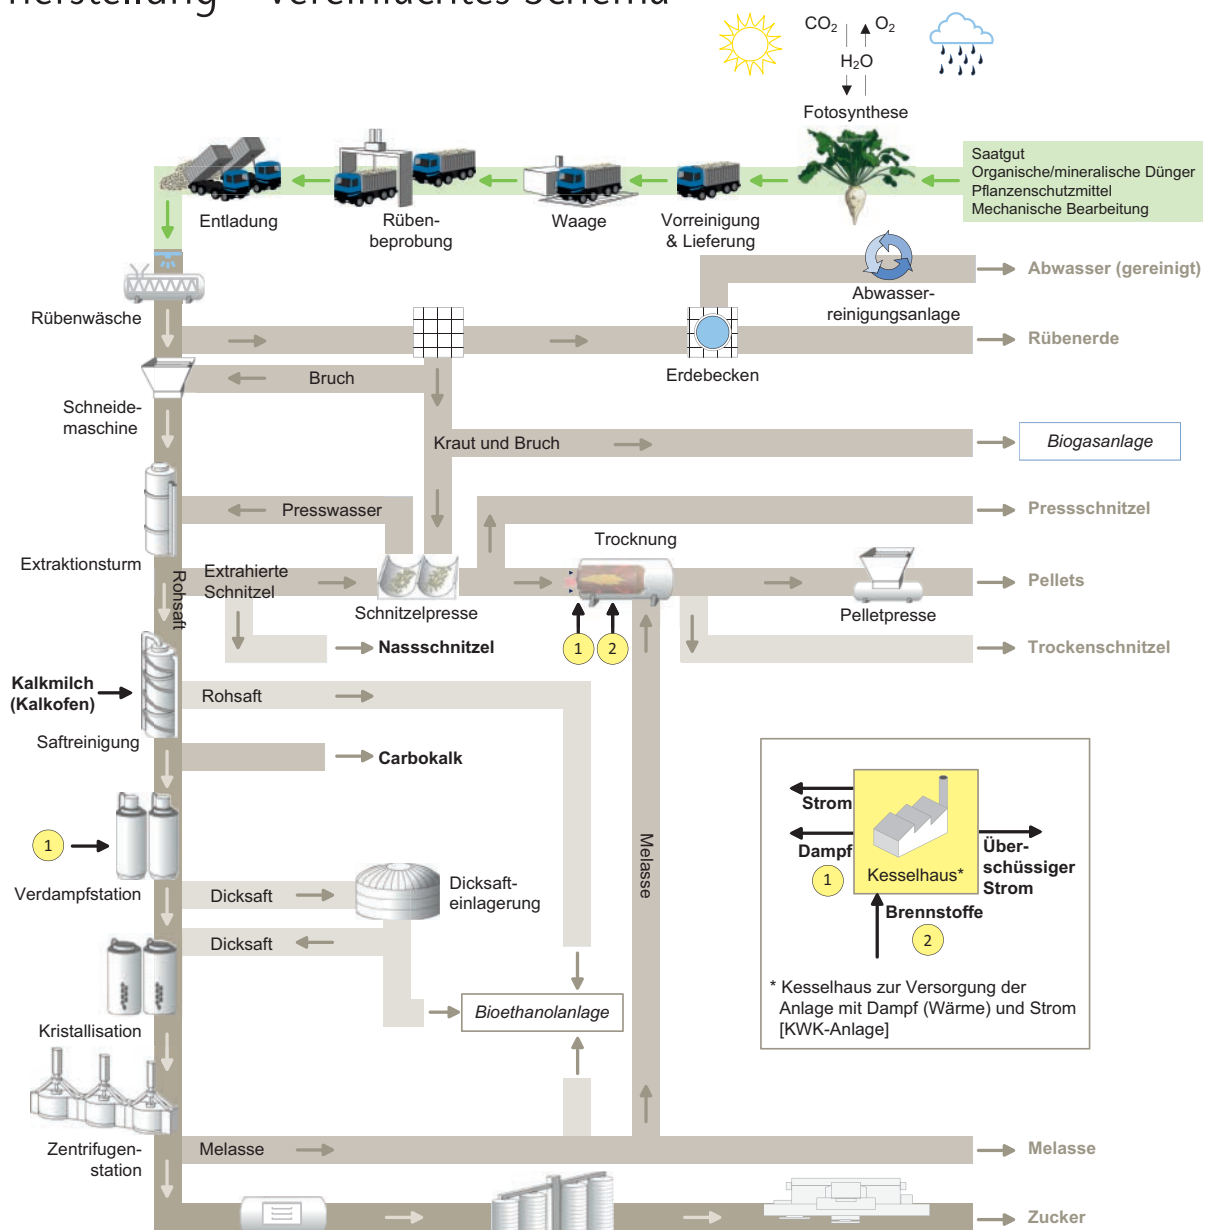 herstellung – vereinfachtes Schema
CO2 O2
H2O
Fotosynthese
Saatgut
Organische/mineralische Dünger
Pflanzenschutzmittel
Mechanische Bearbeitung
Entladung
Rüben-
beprobung
Waage
Vorreinigung
& Lieferung
Abwasser (gereinigt)
Abwasser-
reinigungsanlage
Rübenwäsche
Rübenerde
Erdebecken
Bruch
Schneide-
maschine
Kraut und Bruch
Biogasanlage
Presswasser
Pressschnitzel
Trocknung
Extraktionsturm
Rohsaft
Extrahierte
Schnitzel
Schnitzelpresse
Pelletpresse
Pellets
1
2
Nassschnitzel
Trockenschnitzel
Kalkmilch
(Kalkofen)
Rohsaft
Saftreinigung
Carbokalk
Melasse
1
Verdampfstation
Dicksaft
Dicksaft-
einlagerung
Dicksaft
Bioethanolanlage
Kristallisation
Strom
Dampf
1
Kesselhaus*
Über-
schüssiger
Strom
Brennstoffe
2
* Kesselhaus zur Versorgung der
Anlage mit Dampf (Wärme) und Strom
[KWK-Anlage]
Zentrifugen-
station
Melasse
Melasse
Zucker